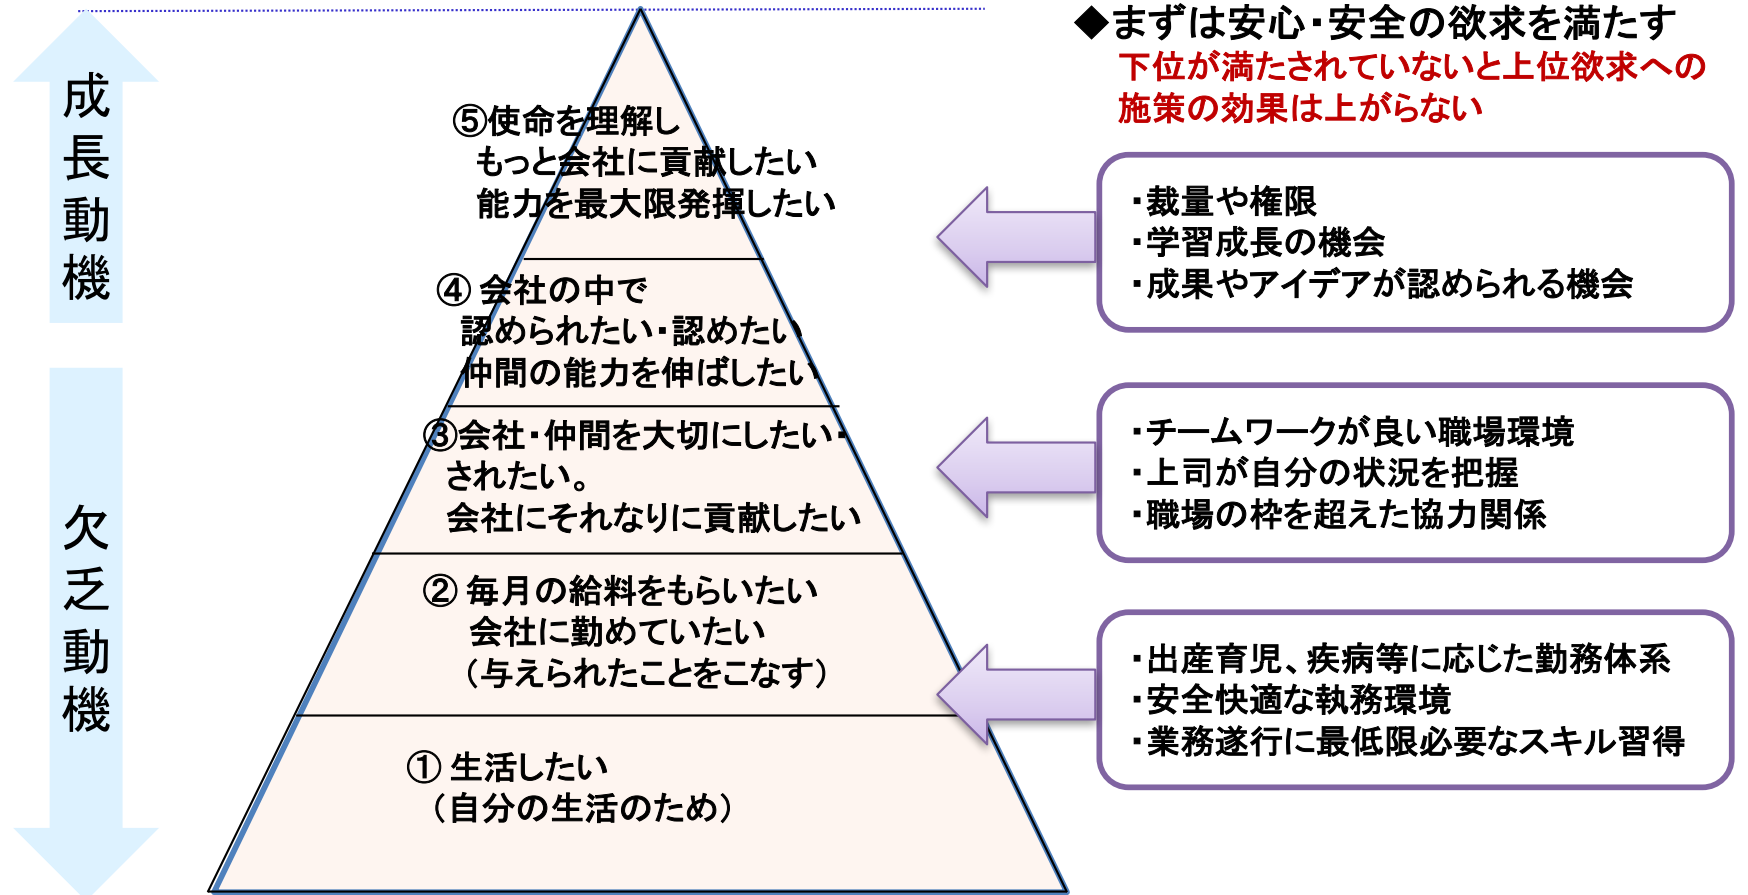 成長動機
欠乏動機
⑤使命を理解し
もっと会社に貢献したい
能力を最大限発揮したい
④ 会社の中で
認められたい・認めたい
仲間の能力を伸ばしたい
③会社・仲間を大切にしたい・
されたい。
会社にそれなりに貢献したい
② 毎月の給料をもらいたい
会社に勤めていたい
（与えられたことをこなす）
① 生活したい
（自分の生活のため）
◆まずは安心・安全の欲求を満たす
下位が満たされていないと上位欲求への
施策の効果は上がらない
・裁量や権限
・学習成長の機会
・成果やアイデアが認められる機会
・チームワークが良い職場環境
・上司が自分の状況を把握
・職場の枠を超えた協力関係
・出産育児、疾病等に応じた勤務体系
・安全快適な執務環境
・業務遂行に最低限必要なスキル習得